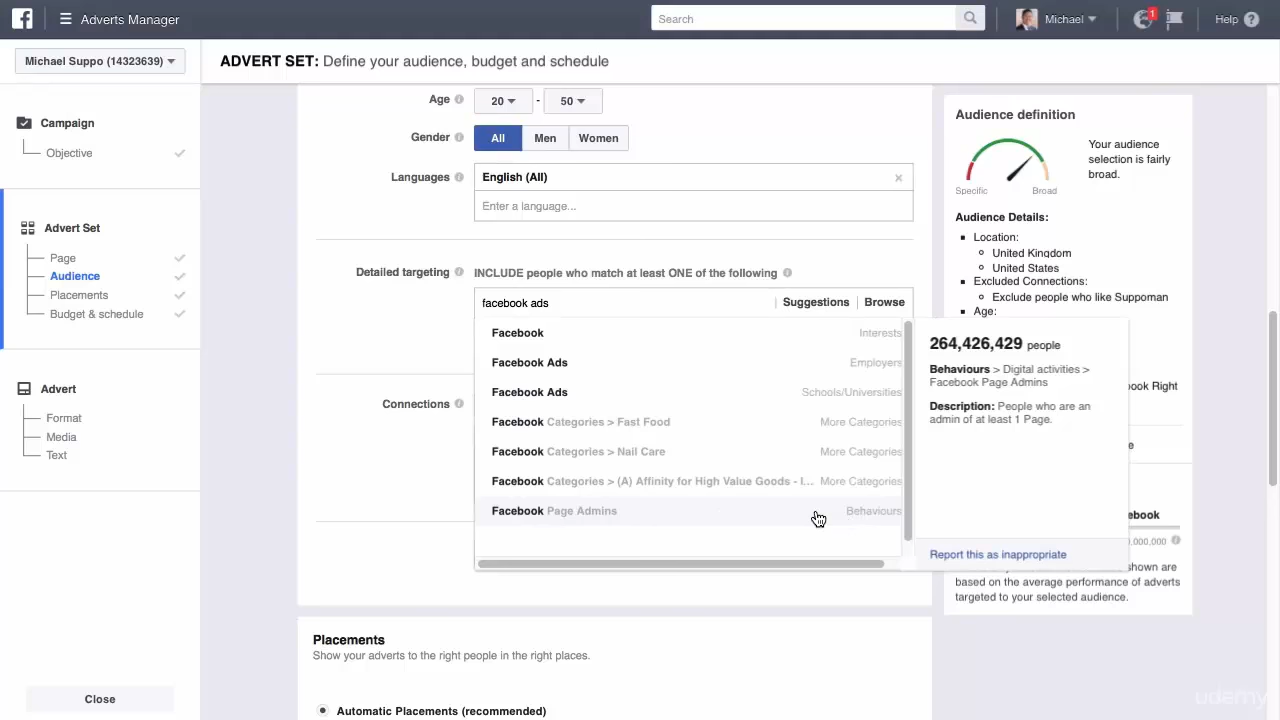 Adverts Manager
Search
Michael
1
Help
Michael Suppo (14323639)
ADVERT SET: Define your audience, budget and schedule
Campaign
Objective
Advert Set
Page
Audience
Placements
Budget & schedule
Advert
Format
Media
Text
Close
Age
20 - 50
Gender
All
Men
Women
Languages
English (All)
Enter a language...
Detailed targeting
INCLUDE people who match at least ONE of the following
facebook ads
Suggestions
Browse
Facebook Interests
Facebook Ads Employers
Facebook Ads Schools/Universities
Facebook Categories > Fast Food More Categories
Facebook Categories > Nail Care More Categories
Facebook Categories > (A) Affinity for High Value Goods - I... More Categories
Facebook Page Admins Behaviours
Connections
264,426,429 people
Behaviours > Digital activities >
Facebook Page Admins
Description: People who are an
admin of at least 1 Page.
Report this as inappropriate
Audience definition
Your audience
selection is fairly
broad.
Specific
Broad
Audience Details:
Location:
United Kingdom
United States
Excluded Connections:
Exclude people who like Suppoman
Age:
ook Right
e
ebook
,000,000
shown are
based on the average performance of adverts
targeted to your selected audience.
Placements
Show your adverts to the right people in the right places.
Automatic Placements (recommended)
udemy